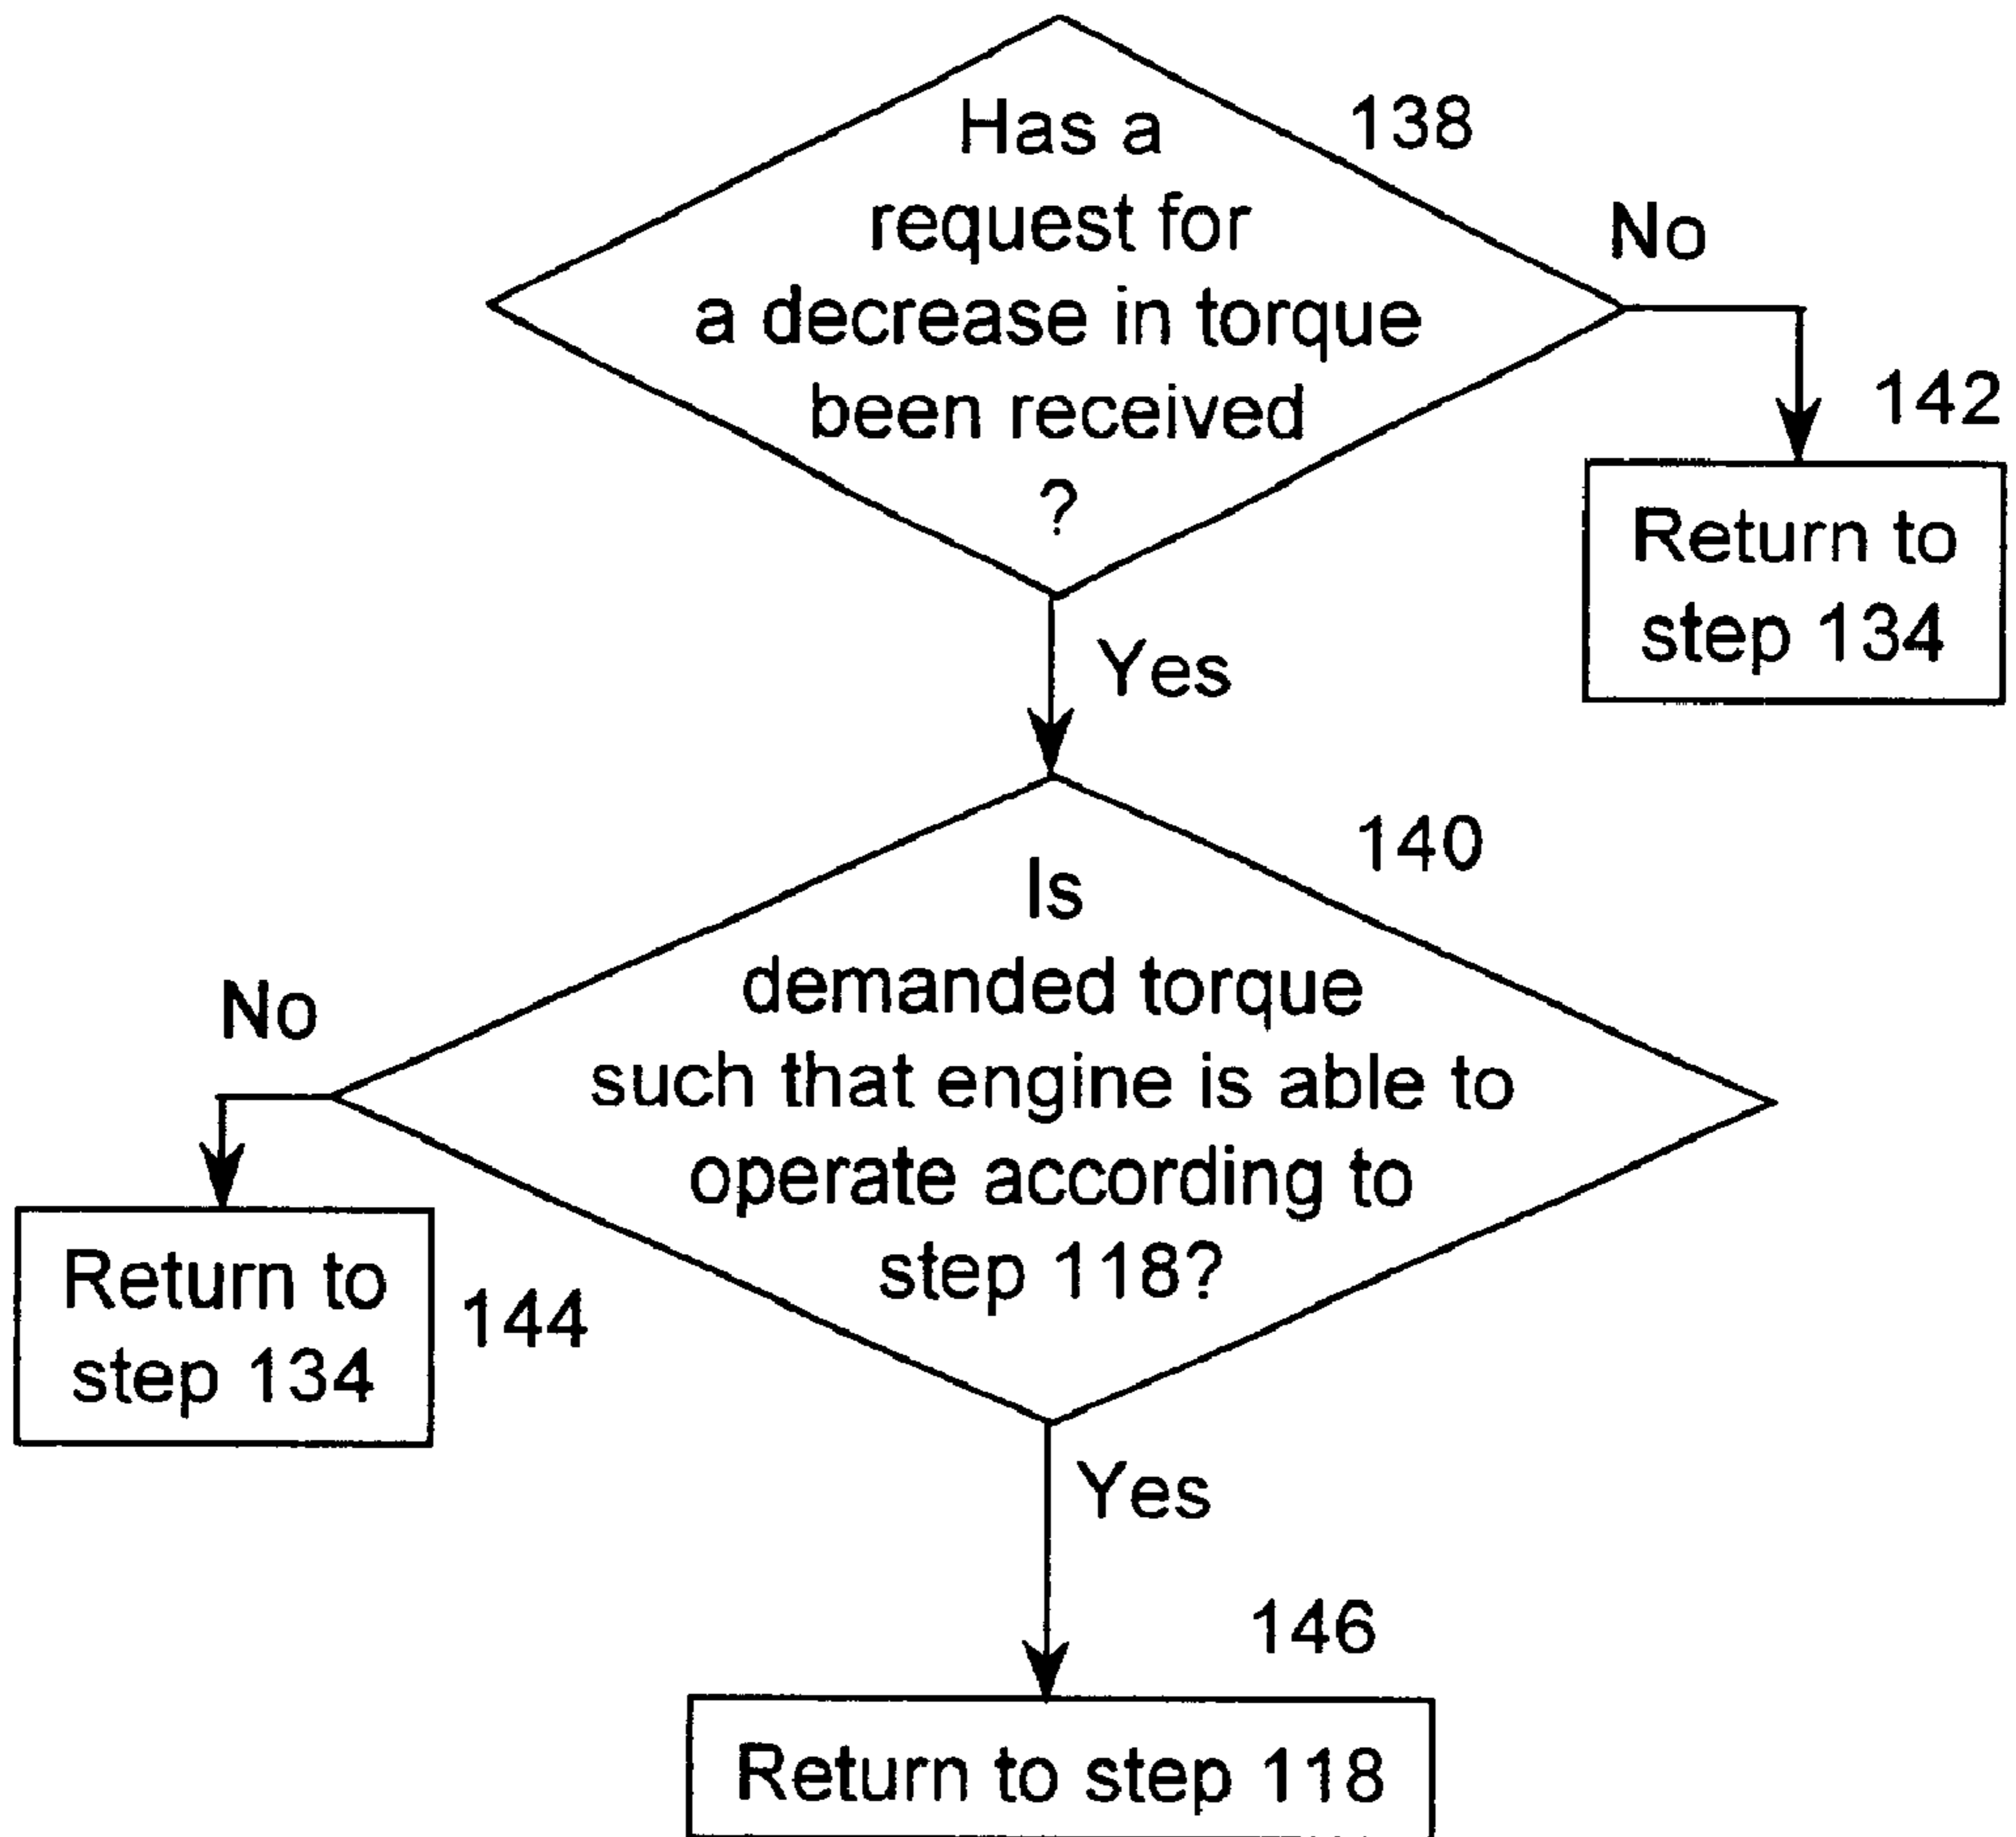 Has a
request for
a decrease in torque
been received
?
138
No
142
Return to
step 134
Yes
140
Is
demanded torque
such that engine is able to
operate according to
step 118?
No
Return to
step 134
144
Yes
146
Return to step 118